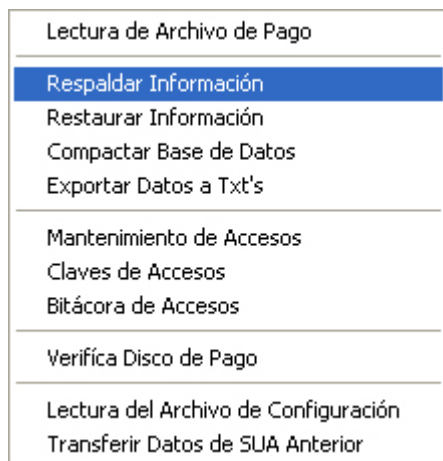 Lectura de Archivo de Pago
Respaldar Información
Restaurar Información
Compactar Base de Datos
Exportar Datos a Txt's
Mantenimiento de Accesos
Claves de Accesos
Bitácora de Accesos
Verifíca Disco de Pago
Lectura del Archivo de Configuración
Transferir Datos de SUA Anterior